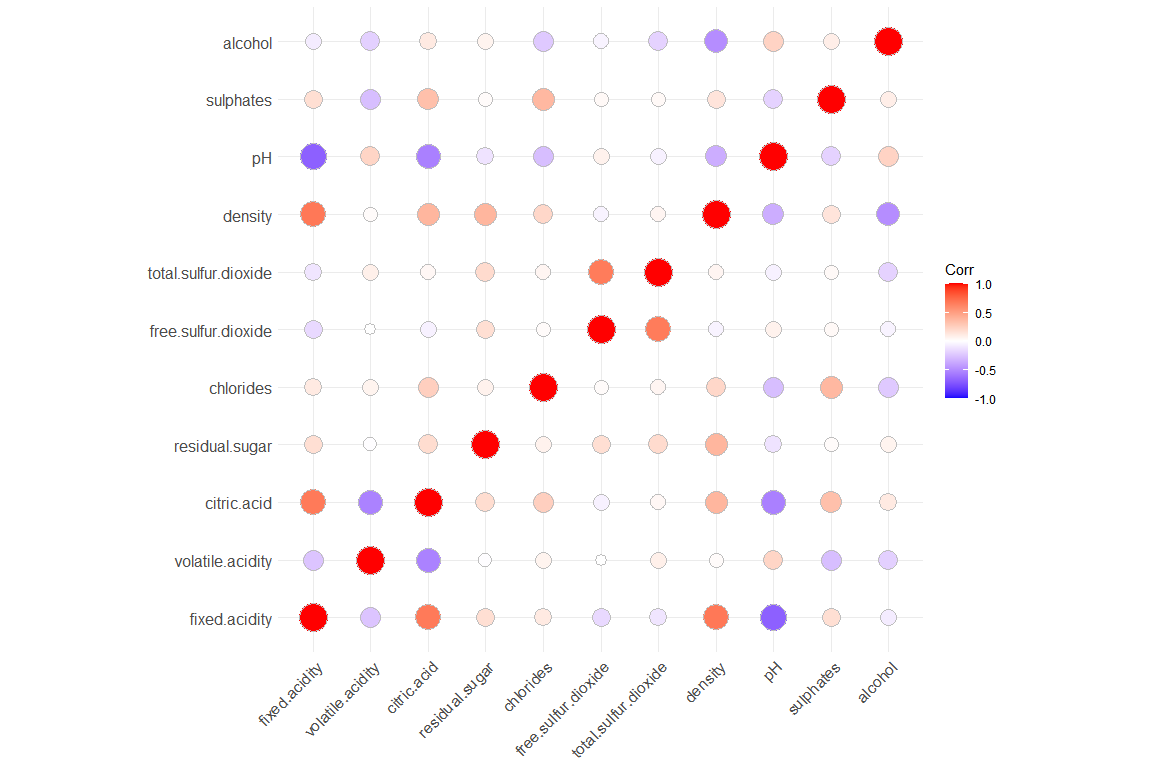 alcohol
sulphates
pH
density
total.sulfur.dioxide
free.sulfur.dioxide
chlorides
residual.sugar
citric.acid
volatile.acidity
fixed.acidity
Corr
1.0
0.5
0.0
-0.5
-1.0
fixed.acidity
volatile.acidity
citric.acid
residual.sugar
chlorides
free.sulfur.dioxide
total.sulfur.dioxide
density
pH
sulphates
alcohol